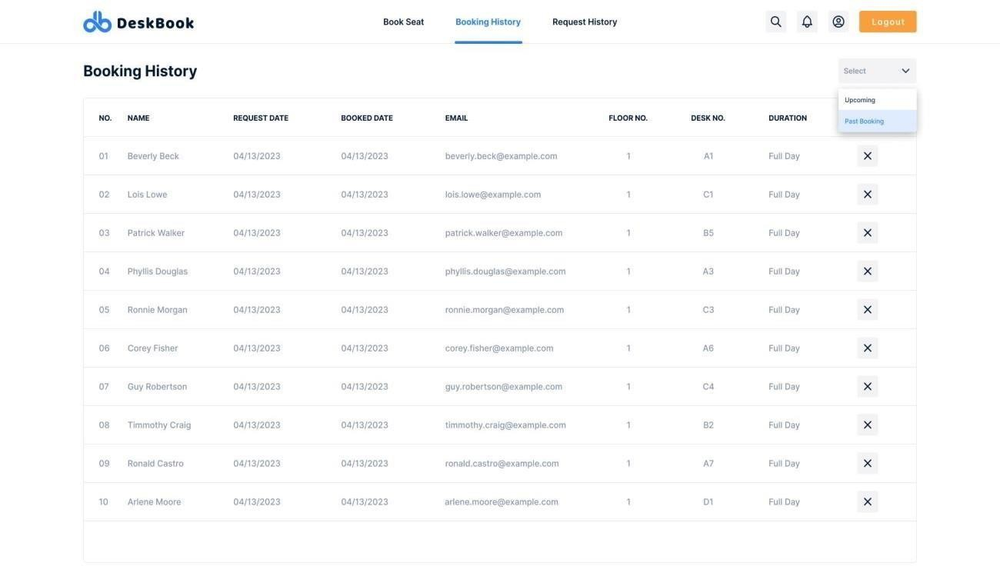 DeskBook Book Seat Booking History Request History Logout
Booking History Select
Upcoming
NO. NAME REQUEST DATE BOOKED DATE EMAIL FLOOR NO. DESK NO. DURATION
Past Booking
01 Beverly Beck 04/13/2023 04/13/2023 beverly.beck@example.com 1 A1 Full Day
02 Lois Lowe 04/13/2023 04/13/2023 lois.lowe@example.com 1 C1 Full Day
03 Patrick Walker 04/13/2023 04/13/2023 patrick.walker@example.com 1 B5 Full Day
04 Phyllis Douglas 04/13/2023 04/13/2023 phyllis.douglas@example.com 1 A3 Full Day
05 Ronnie Morgan 04/13/2023 04/13/2023 ronnie.morgan@example.com 1 C3 Full Day
06 Corey Fisher 04/13/2023 04/13/2023 corey.fisher@example.com 1 A6 Full Day
07 Guy Robertson 04/13/2023 04/13/2023 guy.robertson@example.com 1 C4 Full Day
08 Timmothy Craig 04/13/2023 04/13/2023 timmothy.craig@example.com 1 B2 Full Day
09 Ronald Castro 04/13/2023 04/13/2023 ronald.castro@example.com 1 A7 Full Day
10 Arlene Moore 04/13/2023 04/13/2023 arlene.moore@example.com 1 D1 Full Day